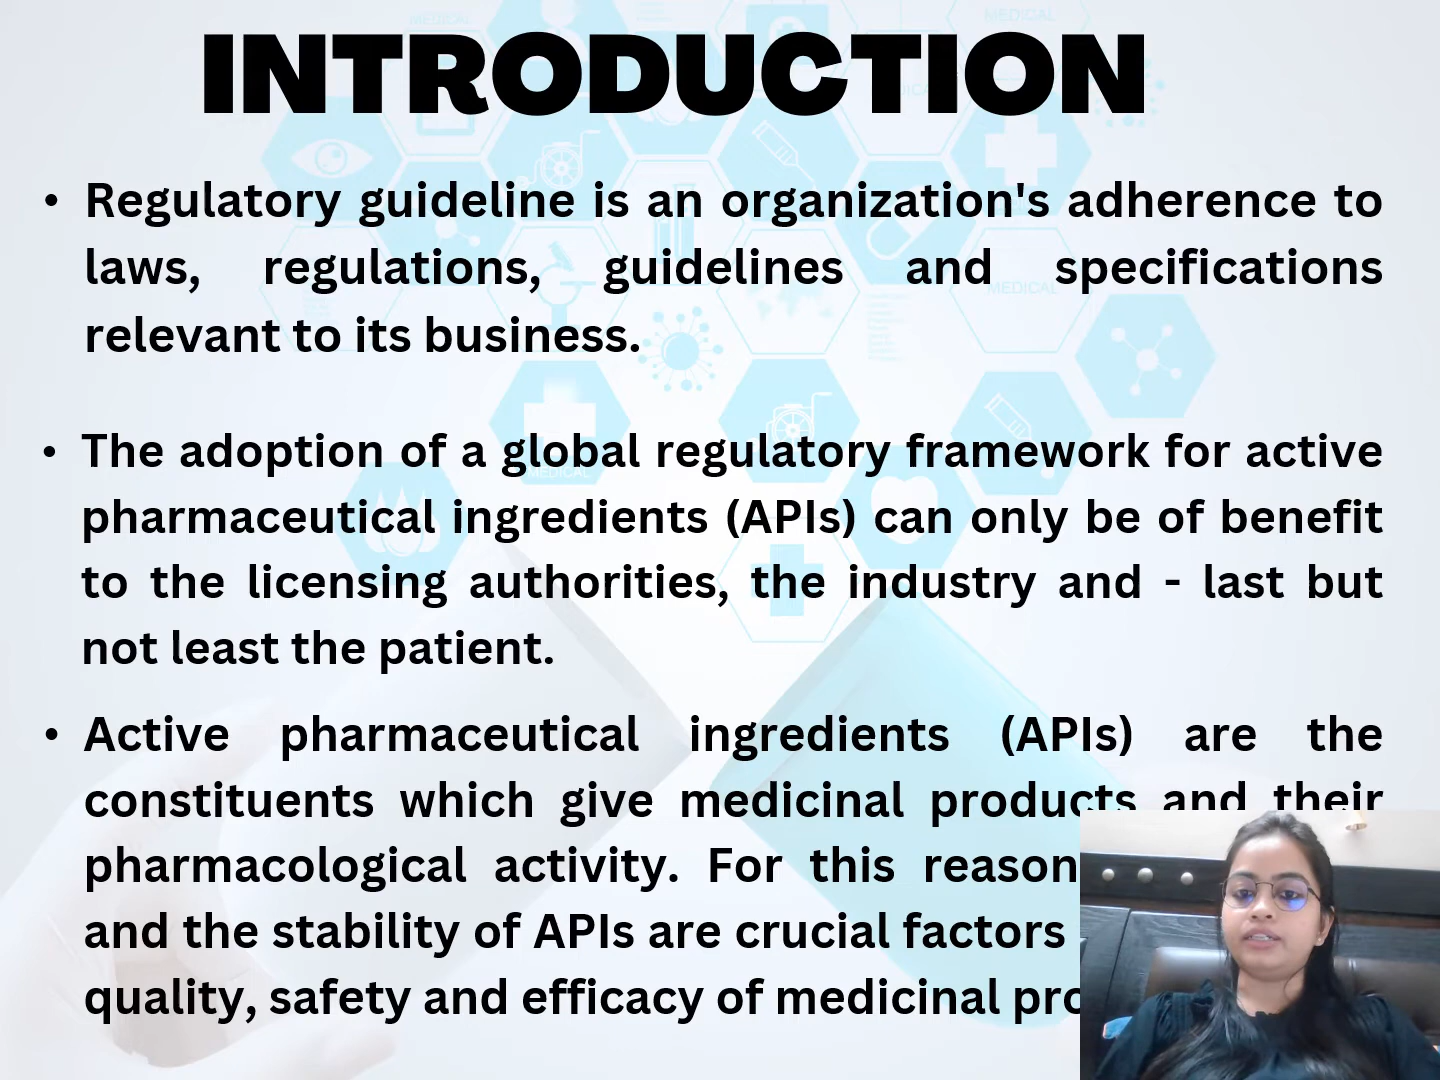 INTRODUCTION
• Regulatory guideline is an organization's adherence to
laws, regulations, guidelines and specifications
relevant to its business.
• The adoption of a global regulatory framework for active
pharmaceutical ingredients (APIs) can only be of benefit
to the licensing authorities, the industry and - last but
not least the patient.
• Active pharmaceutical ingredients (APIs) are the
constituents which give medicinal products and their
pharmacological activity. For this reason
and the stability of APIs are crucial factors
quality, safety and efficacy of medicinal
MEDICAL
MEDICAL
MEDICAL